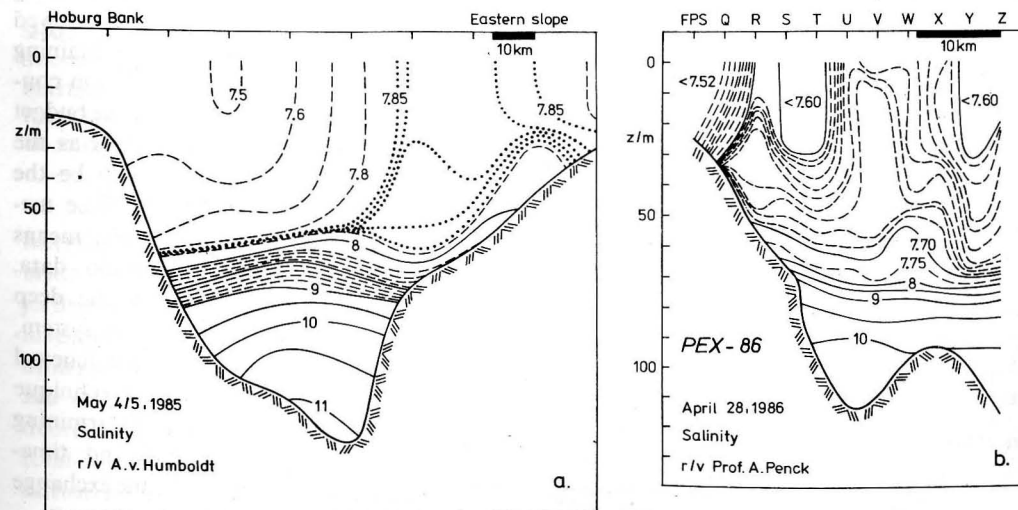 Hoburg Bank
Eastern slope
10km
0
z/m
50
100
7.5
7.6
7.8
7.85
7.85
8
9
10
11
May 4/5, 1985
Salinity
r/v A.v. Humboldt
a.
FPS Q R S T U V W X Y Z
10km
0
z/m
50
100
<7.52
<7.60
<7.60
7.70
7.75
8
9
10
PEX-86
April 28, 1986
Salinity
r/v Prof. A. Penck
b.